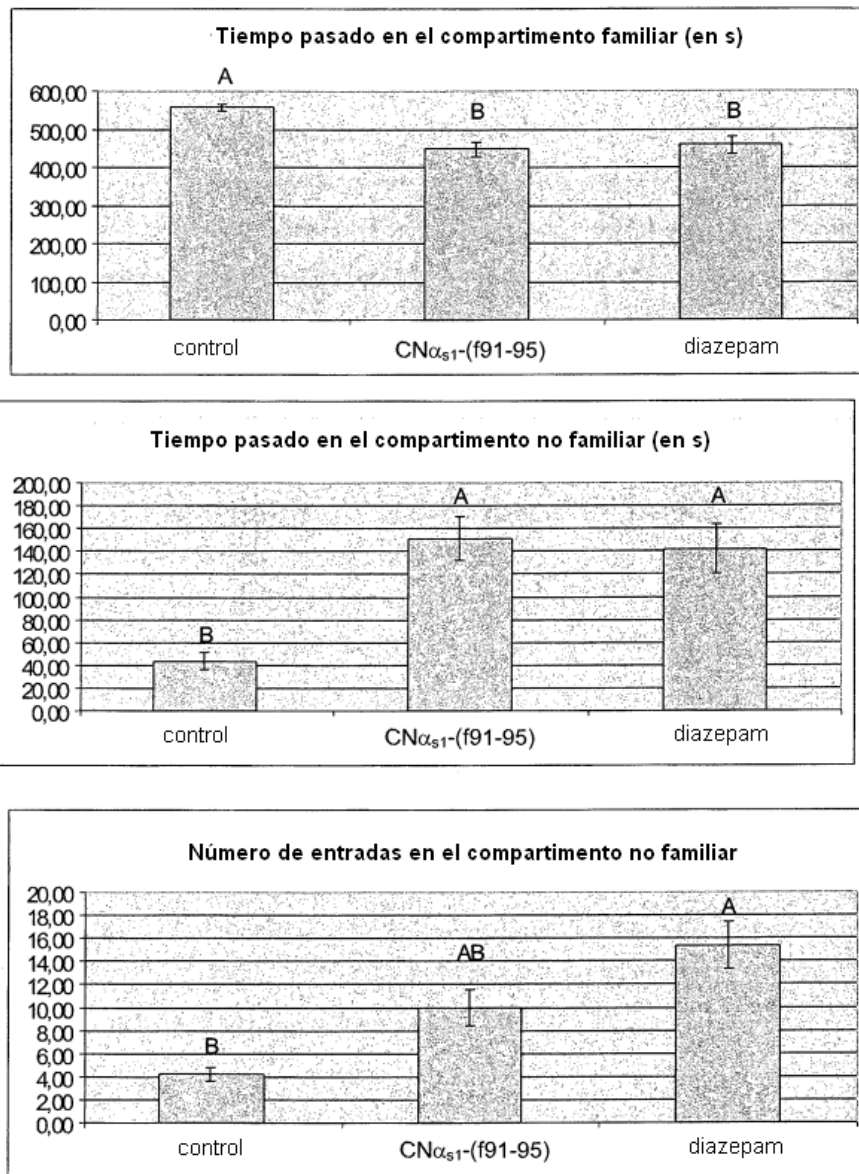 Tiempo pasado en el compartimento familiar (en s)
A
B
B
600,00
500,00
400,00
300,00
200,00
100,00
0,00
control
CNαs1-(f91-95)
diazepam
Tiempo pasado en el compartimento no familiar (en s)
200,00
180,00
160,00
140,00
120,00
100,00
80,00
60,00
40,00
20,00
0,00
B
A
A
control
CNαs1-(f91-95)
diazepam
Número de entradas en el compartimento no familiar
20,00
18,00
16,00
14,00
12,00
10,00
8,00
6,00
4,00
2,00
0,00
B
AB
A
control
CNαs1-(f91-95)
diazepam